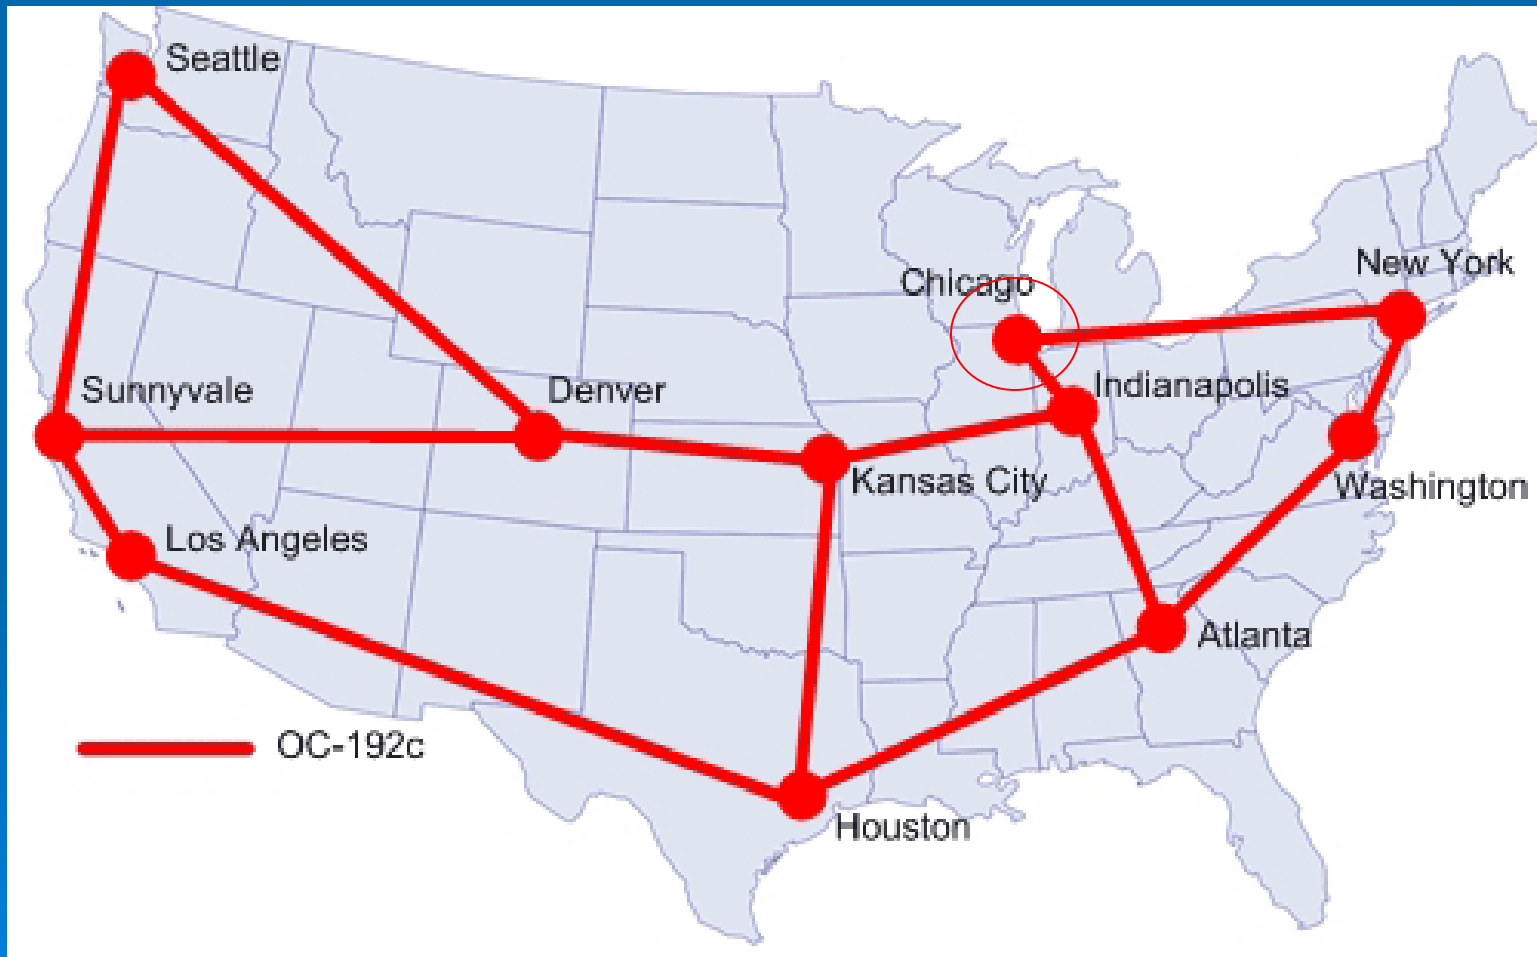 Seattle
New York
Chicago
Indianapolis
Sunnyvale
Denver
Kansas City
Washington
Los Angeles
Atlanta
OC-192c
Houston